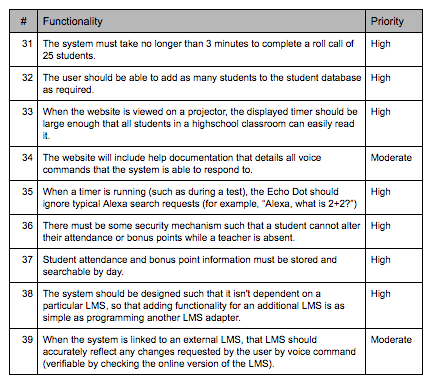 # Functionality Priority
31 The system must take no longer than 3 minutes to complete a roll call of High
25 students.
32 The user should be able to add as many students to the student database High
as required.
33 When the website is viewed on a projector, the displayed timer should be High
large enough that all students in a highschool classroom can easily read
it.
34 The website will include help documentation that details all voice Moderate
commands that the system is able to respond to.
35 When a timer is running (such as during a test), the Echo Dot should High
ignore typical Alexa search requests (for example, "Alexa, what is 2+2?")
36 There must be some security mechanism such that a student cannot alter High
their attendance or bonus points while a teacher is absent.
37 Student attendance and bonus point information must be stored and High
searchable by day.
38 The system should be designed such that it isn't dependent on a High
particular LMS, so that adding functionality for an additional LMS is as
simple as programming another LMS adapter.
39 When the system is linked to an external LMS, that LMS should Moderate
accurately reflect any changes requested by the user by voice command
(verifiable by checking the online version of the LMS).